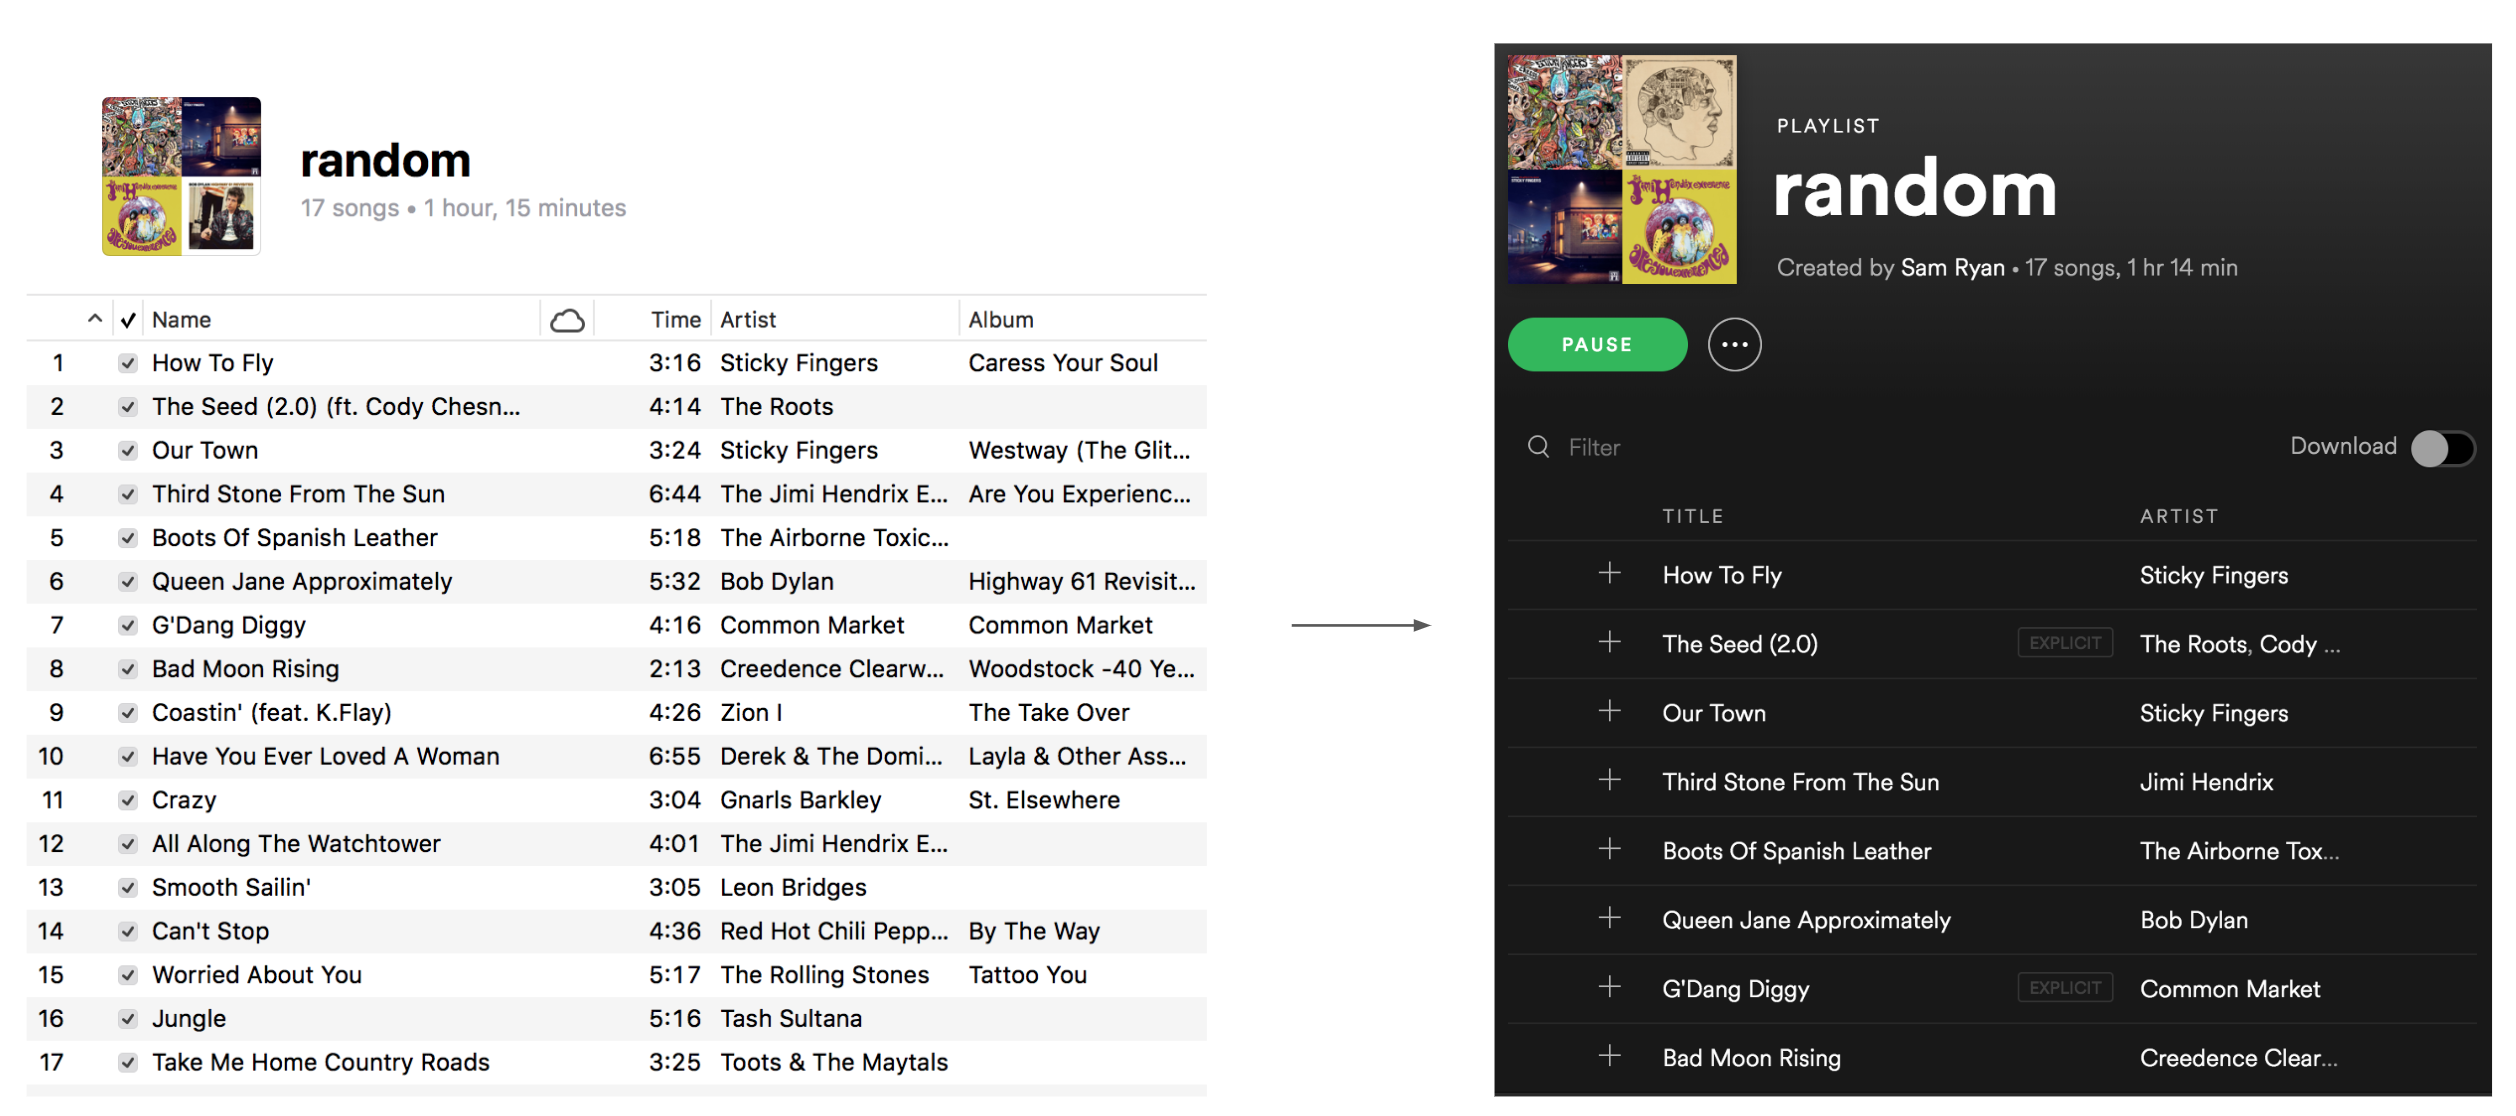 random
17 songs • 1 hour, 15 minutes
Name Time Artist Album
1 How To Fly 3:16 Sticky Fingers Caress Your Soul
2 The Seed (2.0) (ft. Cody Chesn... 4:14 The Roots
3 Our Town 3:24 Sticky Fingers Westway (The Glit...
4 Third Stone From The Sun 6:44 The Jimi Hendrix E... Are You Experienc...
5 Boots Of Spanish Leather 5:18 The Airborne Toxic...
6 Queen Jane Approximately 5:32 Bob Dylan Highway 61 Revisit...
7 G'Dang Diggy 4:16 Common Market Common Market
8 Bad Moon Rising 2:13 Creedence Clearw... Woodstock -40 Ye...
9 Coastin' (feat. K.Flay) 4:26 Zion I The Take Over
10 Have You Ever Loved A Woman 6:55 Derek & The Domi... Layla & Other Ass...
11 Crazy 3:04 Gnarls Barkley St. Elsewhere
12 All Along The Watchtower 4:01 The Jimi Hendrix E...
13 Smooth Sailin' 3:05 Leon Bridges
14 Can't Stop 4:36 Red Hot Chili Pepp... By The Way
15 Worried About You 5:17 The Rolling Stones Tattoo You
16 Jungle 5:16 Tash Sultana
17 Take Me Home Country Roads 3:25 Toots & The Maytals
PLAYLIST
random
Created by Sam Ryan • 17 songs, 1 hr 14 min
PAUSE
Filter Download
TITLE ARTIST
How To Fly Sticky Fingers
The Seed (2.0) EXPLICIT The Roots, Cody ...
Our Town Sticky Fingers
Third Stone From The Sun Jimi Hendrix
Boots Of Spanish Leather The Airborne Tox...
Queen Jane Approximately Bob Dylan
G'Dang Diggy EXPLICIT Common Market
Bad Moon Rising Creedence Clear...